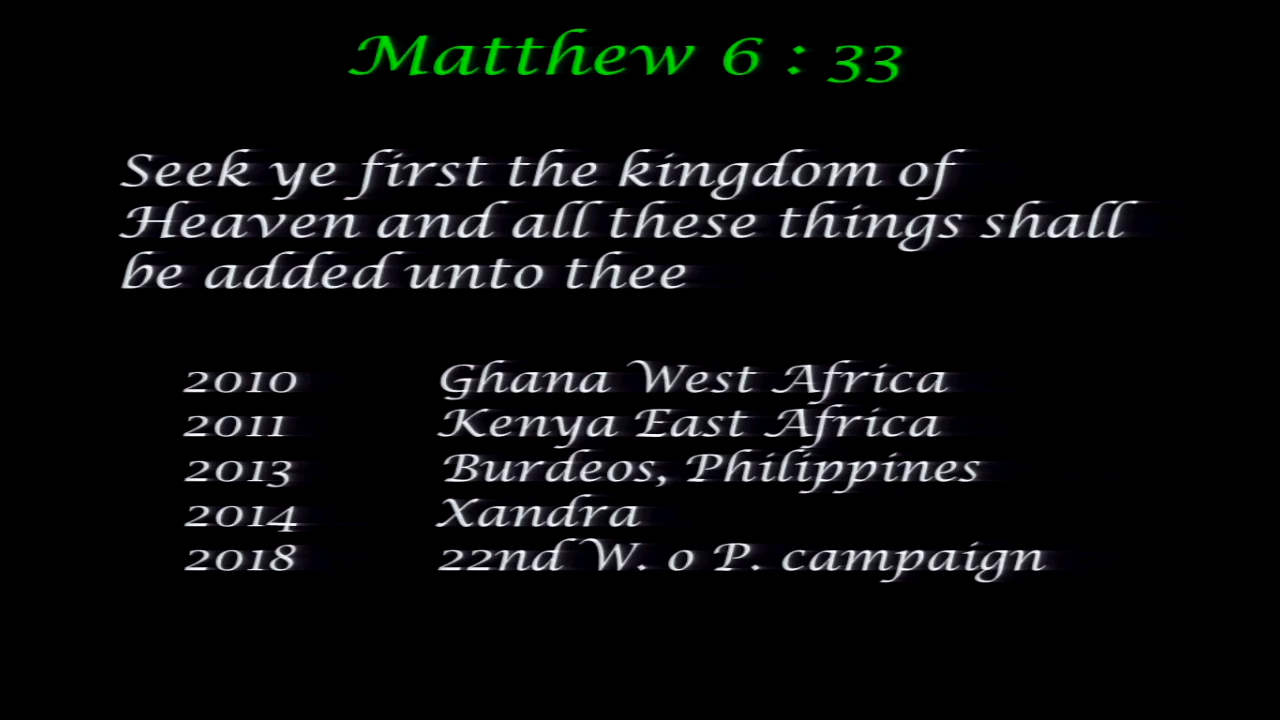 Matthew 6 : 33
Seek ye first the kingdom of
Heaven and all these things shall
be added unto thee
2010 Ghana West Africa
2011 Kenya East Africa
2013 Burdeos, Philippines
2014 Xandra
2018 22nd W. o P. campaign